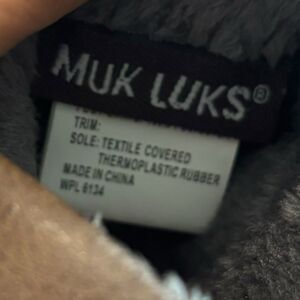 MUK LUKS®
TRIM:
SOLE: TEXTILE COVERED
THERMOPLASTIC RUBBER
MADE IN CHINA
WPL 6134